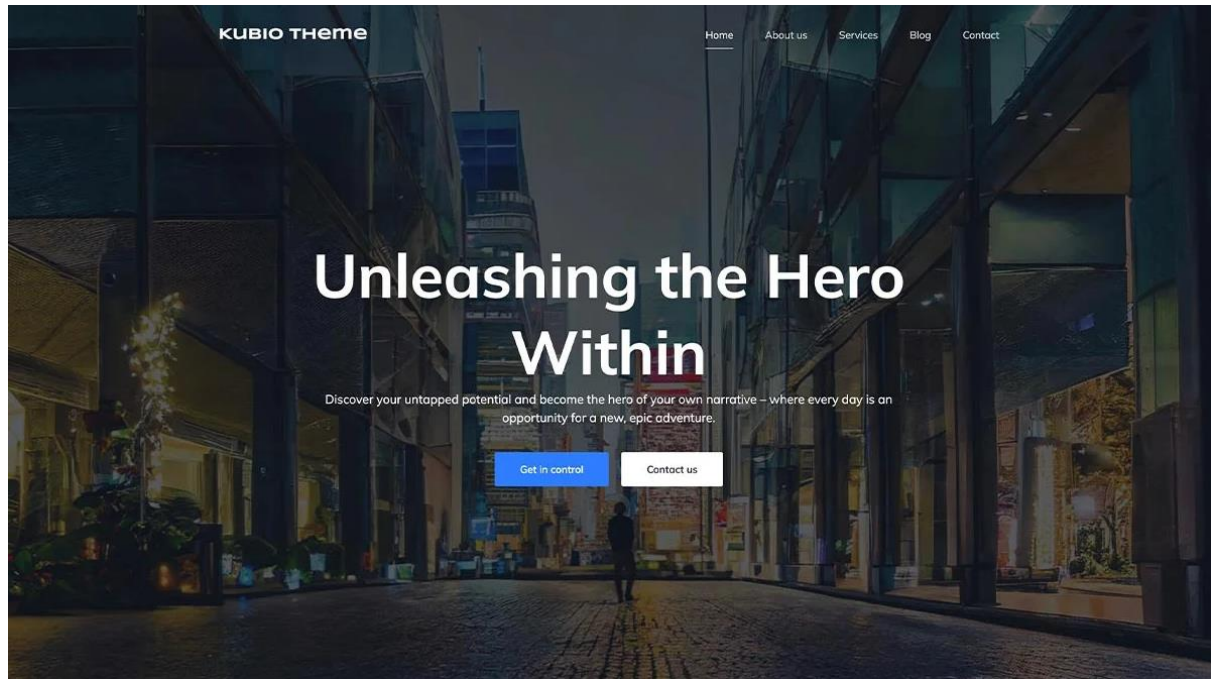 KUBIO THEME
Home About us Services Blog Contact
Unleashing the Hero
Within
Discover your untapped potential and become the hero of your own narrative – where every day is an
opportunity for a new, epic adventure.
Get in control Contact us